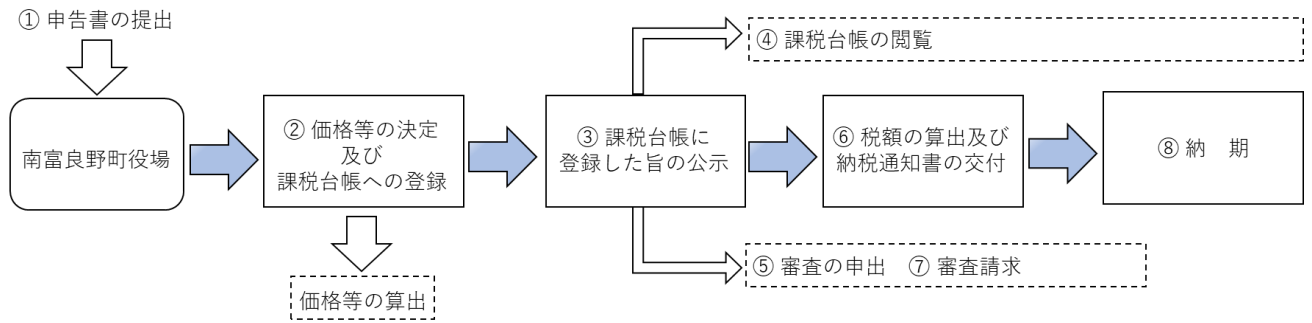 ① 申告書の提出
南富良野町役場
② 価格等の決定
及び
課税台帳への登録
価格等の算出
③ 課税台帳に
登録した旨の公示
④ 課税台帳の閲覧
⑤ 審査の申出　⑦ 審査請求
⑥ 税額の算出及び
納税通知書の交付
⑧ 納　期